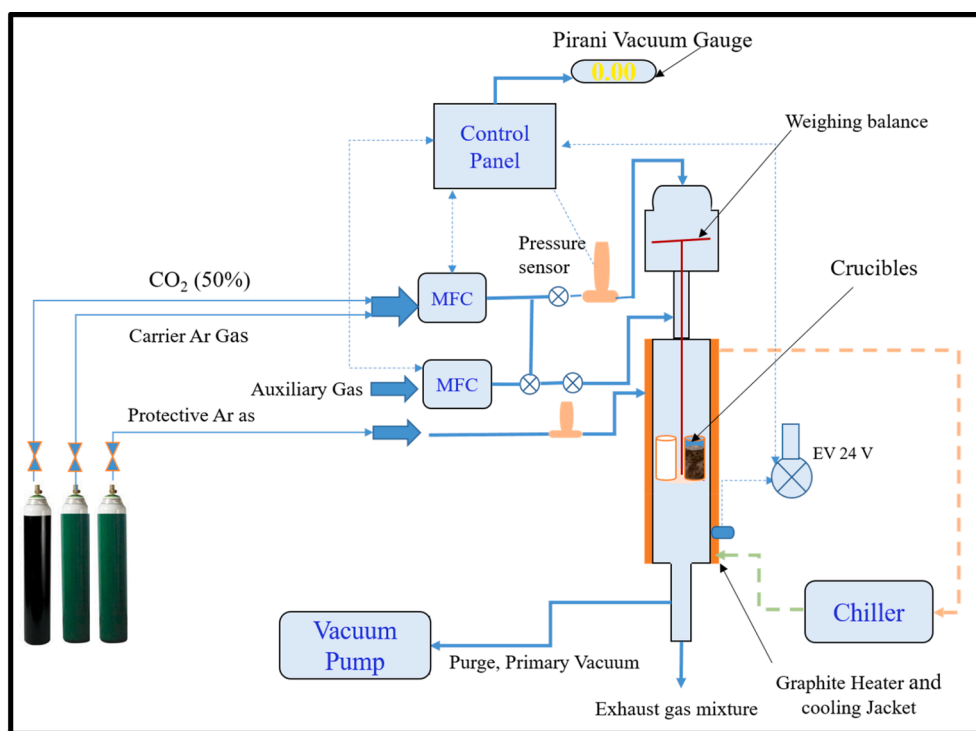 Pirani Vacuum Gauge
0.00
Weighing balance
Control
Panel
Pressure
sensor
CO₂ (50%)
MFC
Crucibles
Carrier Ar Gas
Auxiliary Gas
MFC
Protective Ar as
EV 24 V
Chiller
Vacuum
Pump
Purge, Primary Vacuum
Graphite Heater and
cooling Jacket
Exhaust gas mixture